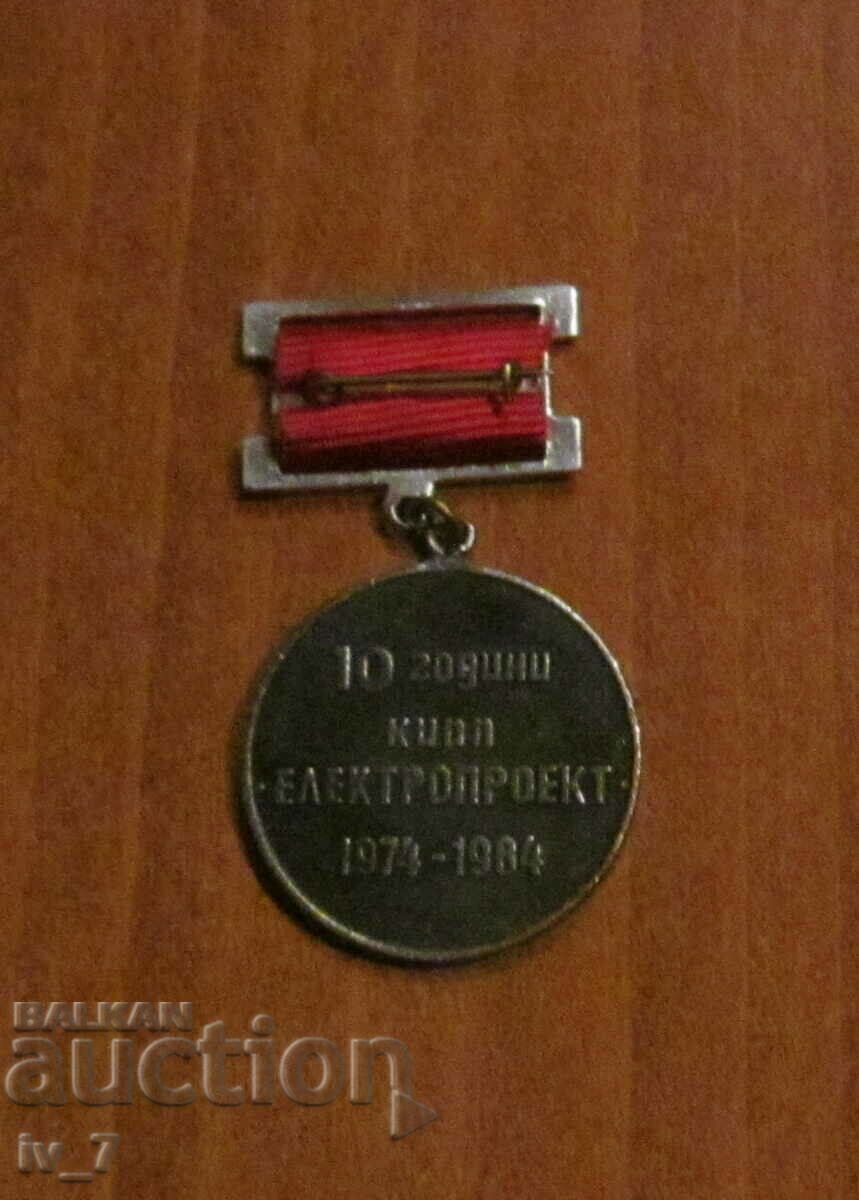 10 години
кипп
·ЕЛЕКТРОПРОЕКТ·
1974-1984
BALKAN
auction
iv_7